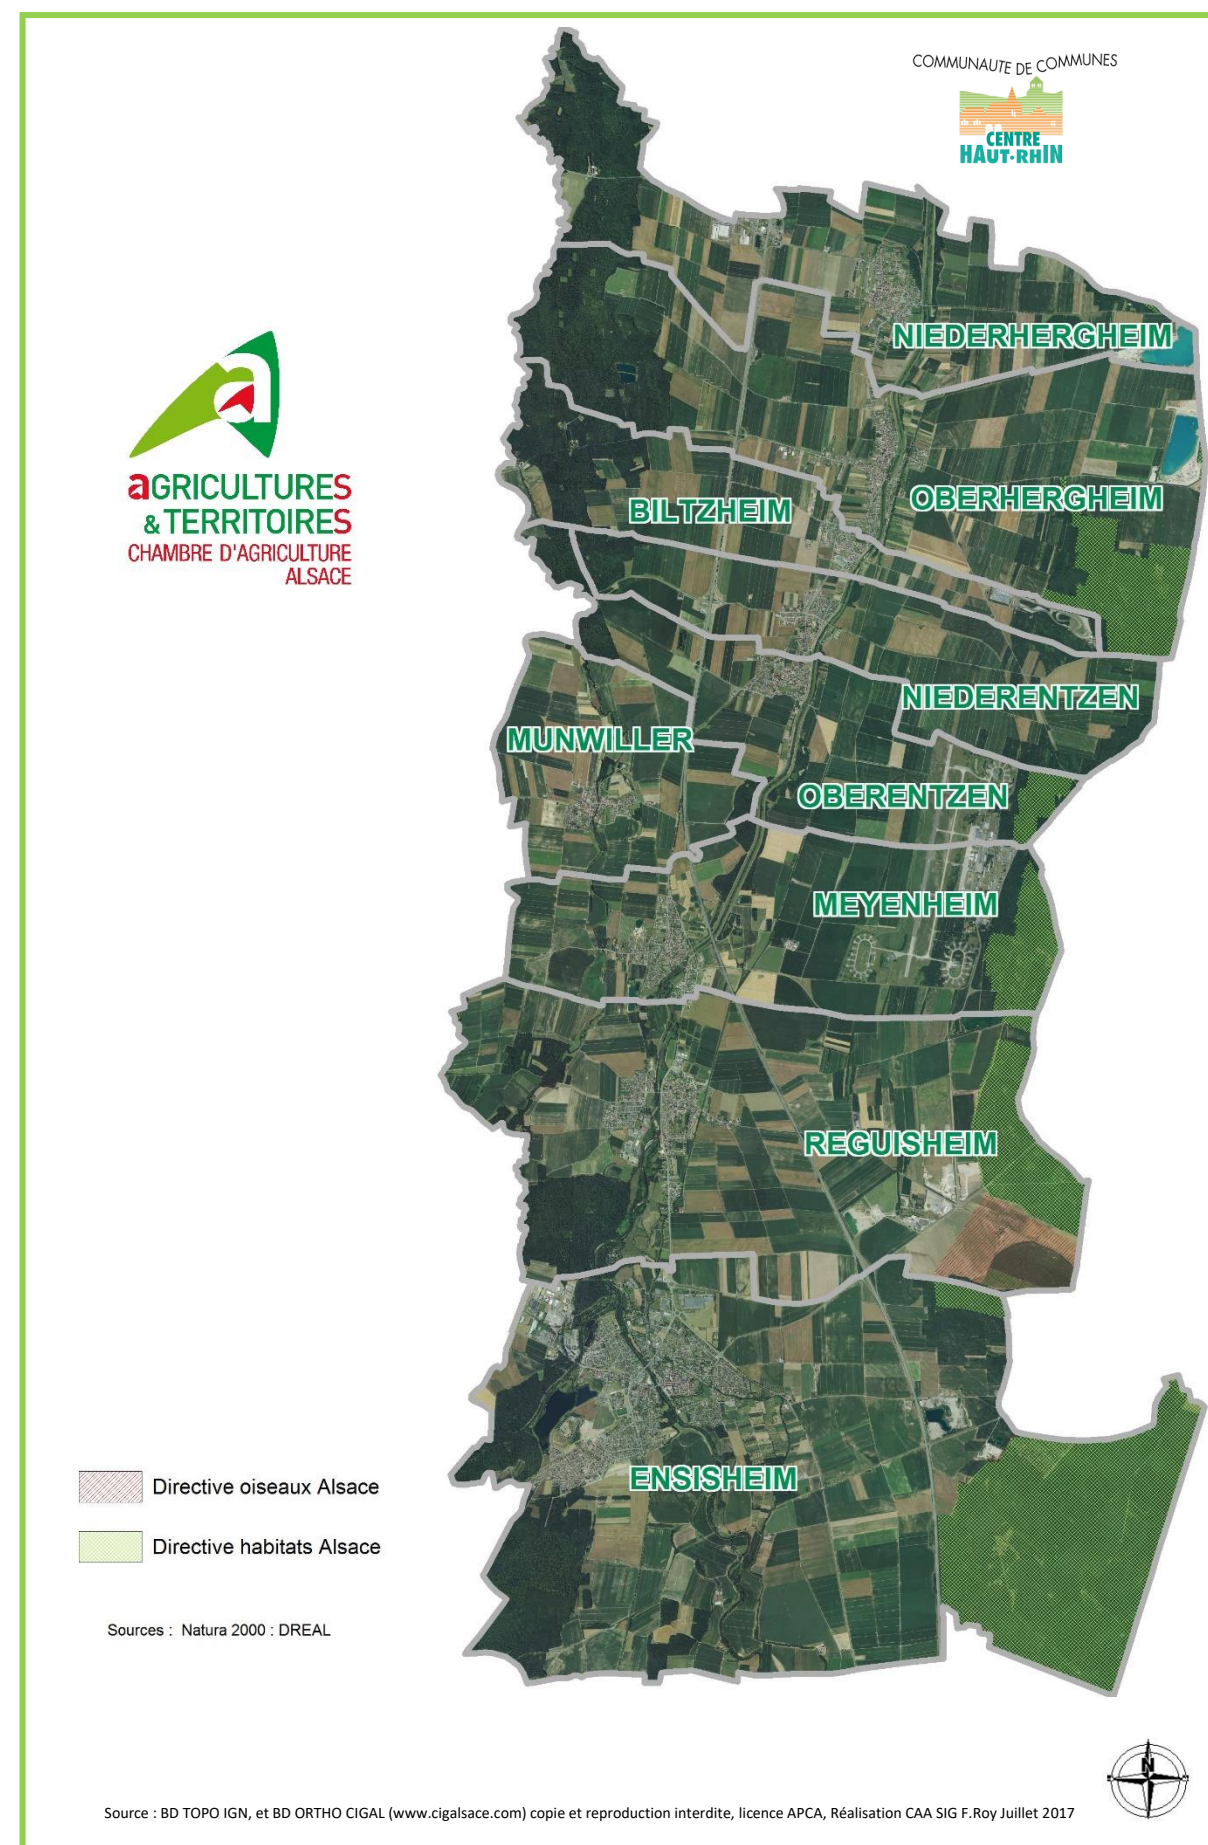 COMMUNAUTE DE COMMUNES
CENTRE
HAUT-RHIN
NIEDERHERGHEIM
aGRICULTURES
& TERRITOIRES
CHAMBRE D'AGRICULTURE
ALSACE
OBERHERGHEIM
BILTZHEIM
NIEDERENTZEN
MUNWILLER
OBERENTZEN
MEYENHEIM
REGUISHEIM
ENSISHEIM
Directive oiseaux Alsace
Directive habitats Alsace
Sources : Natura 2000 : DREAL
N
Source : BD TOPO IGN, et BD ORTHO CIGAL (www.cigalsace.com) copie et reproduction interdite, licence APCA, Réalisation CAA SIG F.Roy Juillet 2017